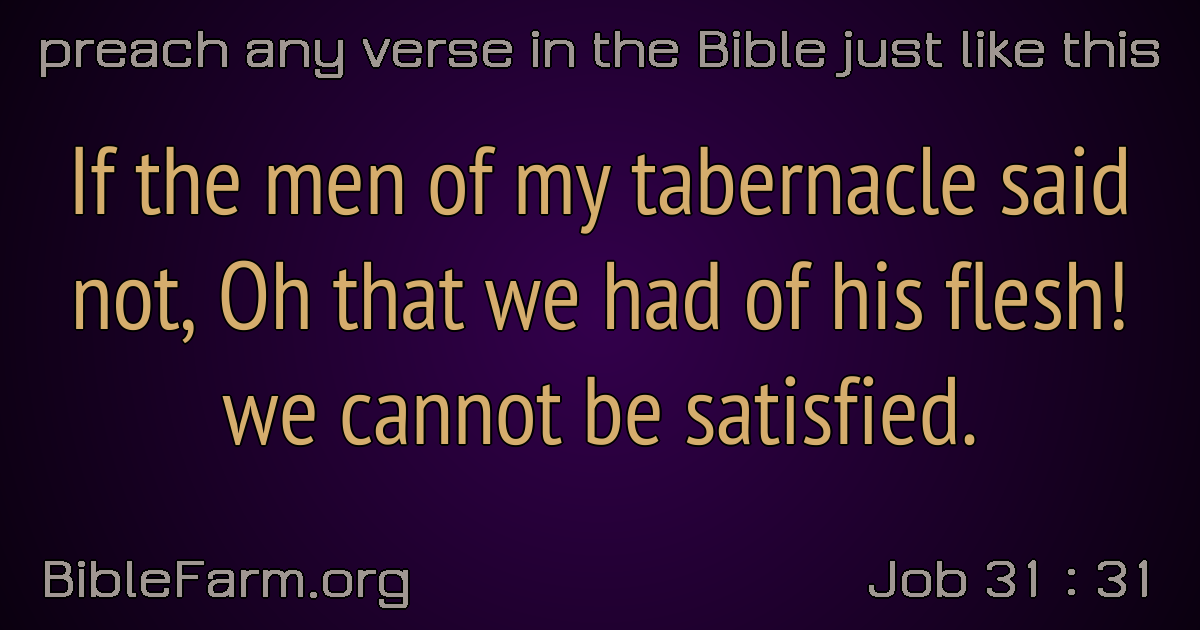 preach any verse in the Bible just like this
If the men of my tabernacle said
not, Oh that we had of his flesh!
we cannot be satisfied.
BibleFarm.org
Job 31 : 31